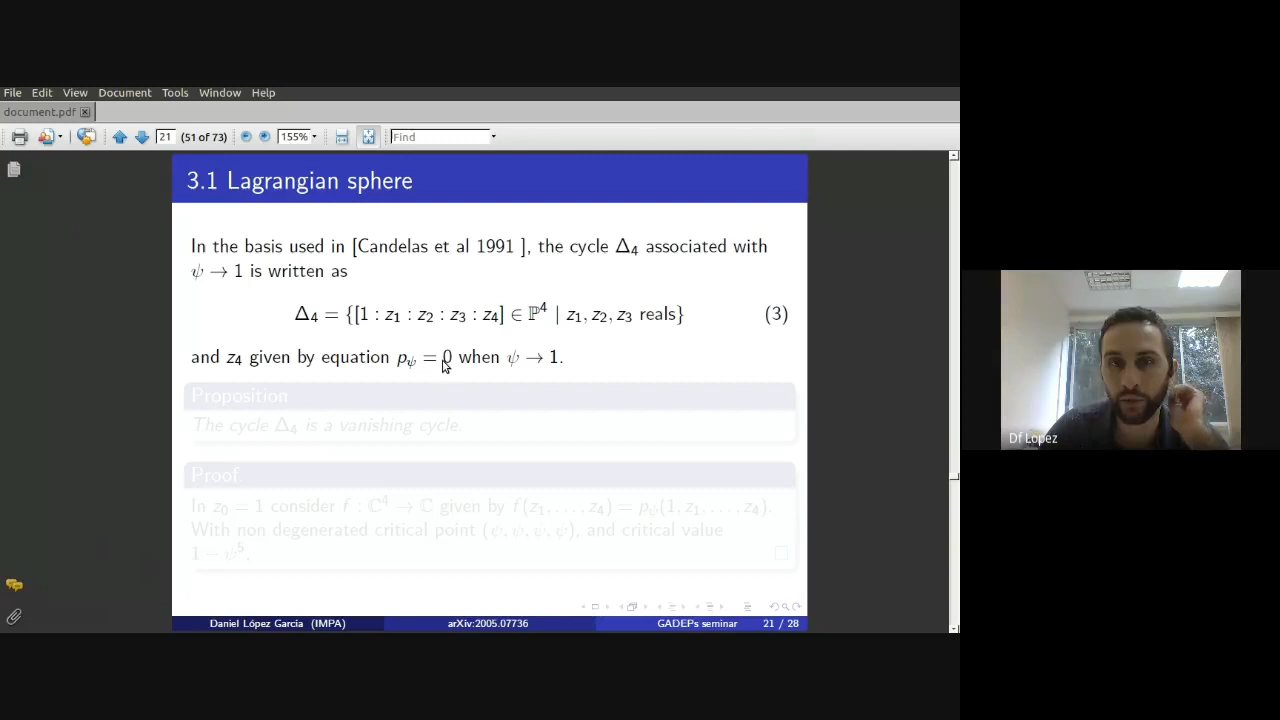 File Edit View Document Tools Window Help
document.pdf
21 (51 of 73) 155% Find
3.1 Lagrangian sphere
In the basis used in [Candelas et al 1991 ], the cycle Δ₄ associated with
ψ → 1 is written as
Δ₄ = {[1 : z₁ : z₂ : z₃ : z₄] ∈ ℙ⁴ | z₁, z₂, z₃ reals} (3)
and z₄ given by equation p_ψ = 0 when ψ → 1.
Proposition
The cycle Δ₄ is a vanishing cycle.
Proof.
In z₀ = 1 consider f : ℂ⁴ → ℂ given by f(z₁, . . . , z₄) = p_ψ(1, z₁, . . . , z₄).
With non degenerated critical point (ψ, ψ, ψ, ψ), and critical value
1 − ψ⁵.
Daniel López Garcia (IMPA) arXiv:2005.07736 GADEPs seminar 21 / 28
Df Lopez